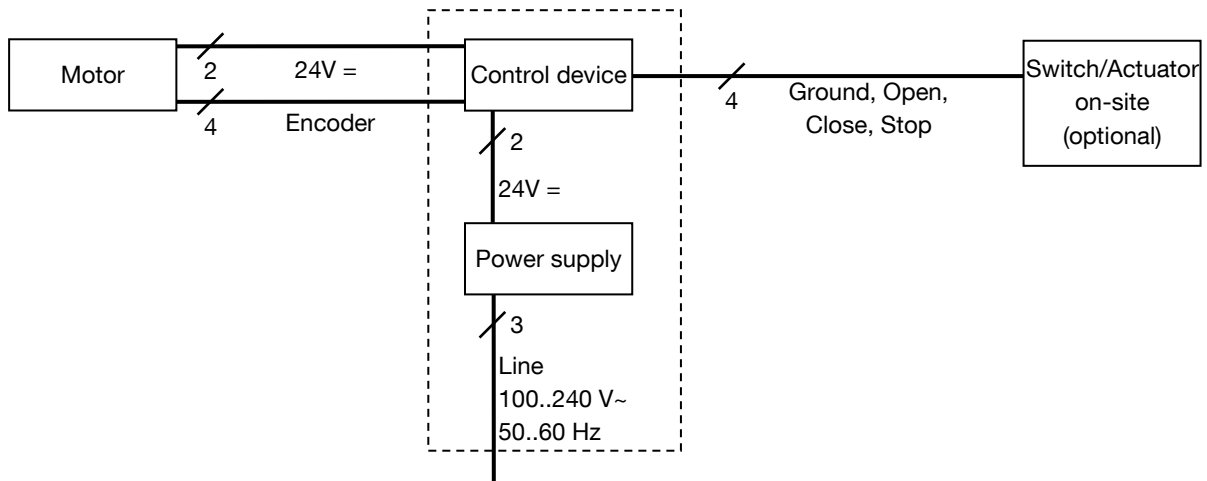 Motor
2
24V =
4
Encoder
Control device
4
Ground, Open,
Close, Stop
Switch/Actuator
on-site
(optional)
2
24V =
Power supply
3
Line
100..240 V~
50..60 Hz